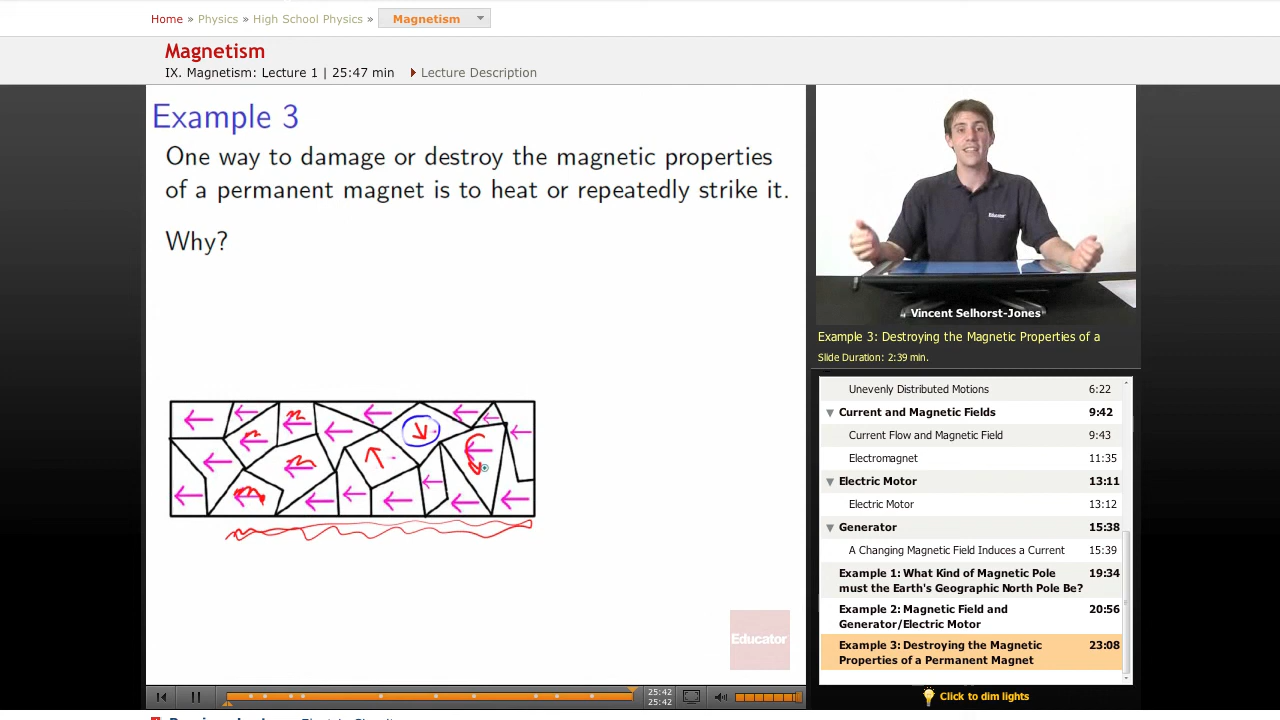 Home » Physics » High School Physics » Magnetism
Magnetism
IX. Magnetism: Lecture 1 | 25:47 min Lecture Description
Example 3
One way to damage or destroy the magnetic properties
of a permanent magnet is to heat or repeatedly strike it.
Why?
Educator
Educator
Vincent Selhorst-Jones
Example 3: Destroying the Magnetic Properties of a
Slide Duration: 2:39 min.
Unevenly Distributed Motions 6:22
Current and Magnetic Fields 9:42
Current Flow and Magnetic Field 9:43
Electromagnet 11:35
Electric Motor 13:11
Electric Motor 13:12
Generator 15:38
A Changing Magnetic Field Induces a Current 15:39
Example 1: What Kind of Magnetic Pole 19:34
must the Earth's Geographic North Pole Be?
Example 2: Magnetic Field and 20:56
Generator/Electric Motor
Example 3: Destroying the Magnetic 23:08
Properties of a Permanent Magnet
25:42
25:42
Click to dim lights